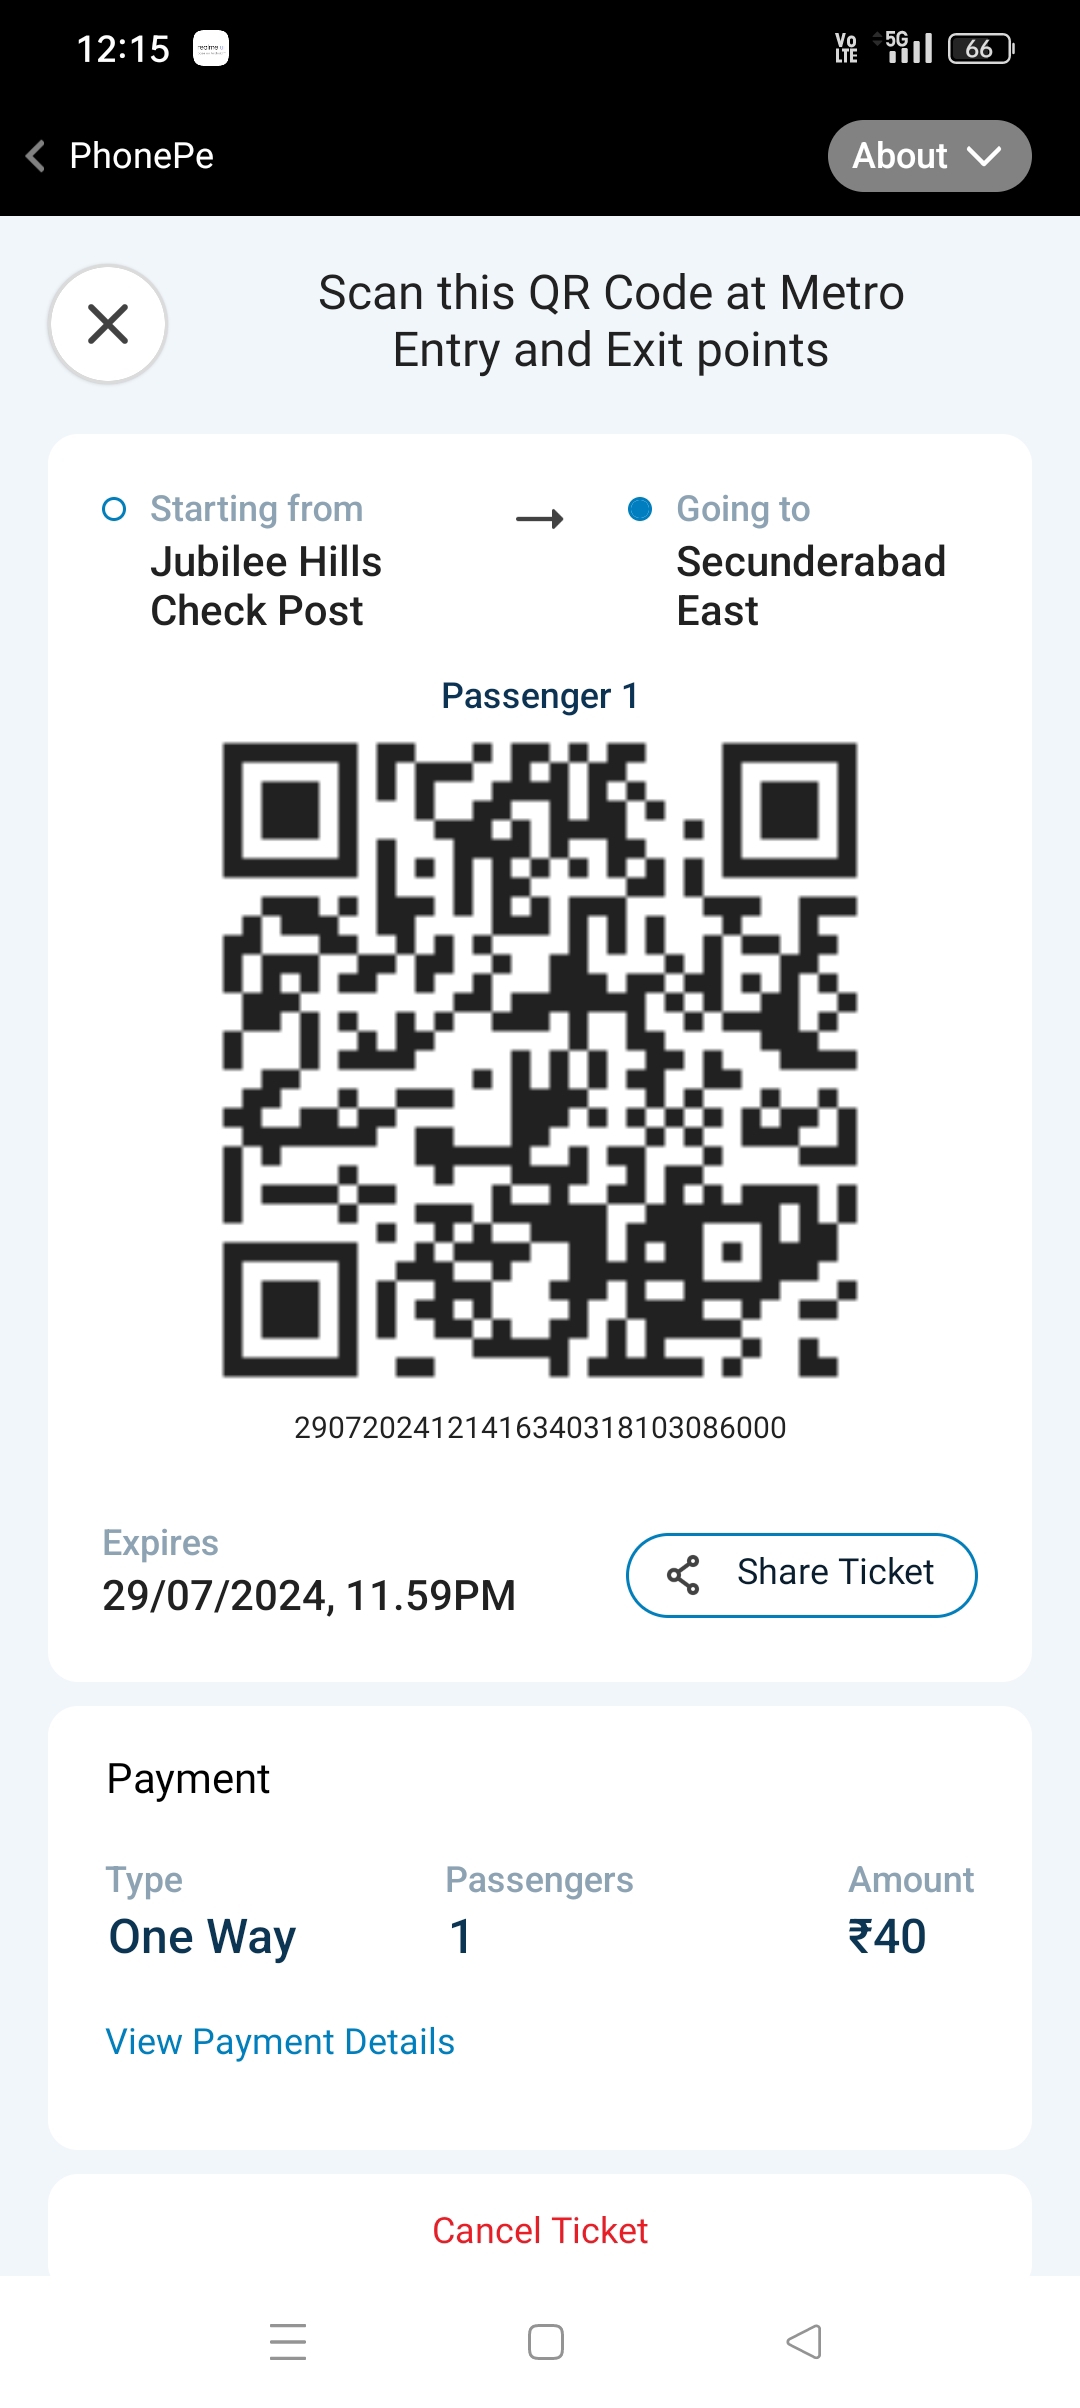 12:15
Vo LTE 5G 66
PhonePe
About
Scan this QR Code at Metro
Entry and Exit points
Starting from
Going to
Jubilee Hills
Check Post
Secunderabad
East
Passenger 1
29072024121416340318103086000
Expires
29/07/2024, 11.59PM
Share Ticket
Payment
Type
Passengers
Amount
One Way
1
₹40
View Payment Details
Cancel Ticket